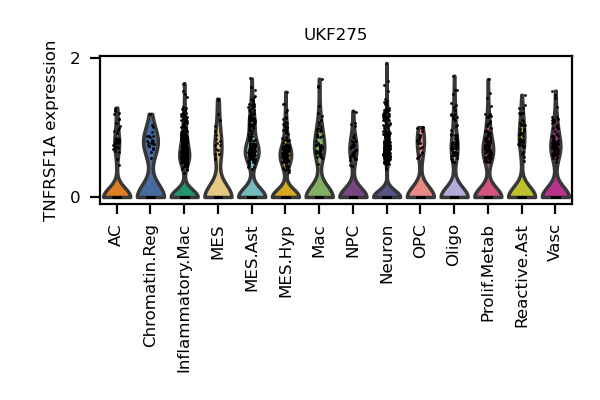 UKF275
TNFRSF1A expression
2
0
AC
Chromatin.Reg
Inflammatory.Mac
MES
MES.Ast
MES.Hyp
Mac
NPC
Neuron
OPC
Oligo
Prolif.Metab
Reactive.Ast
Vasc